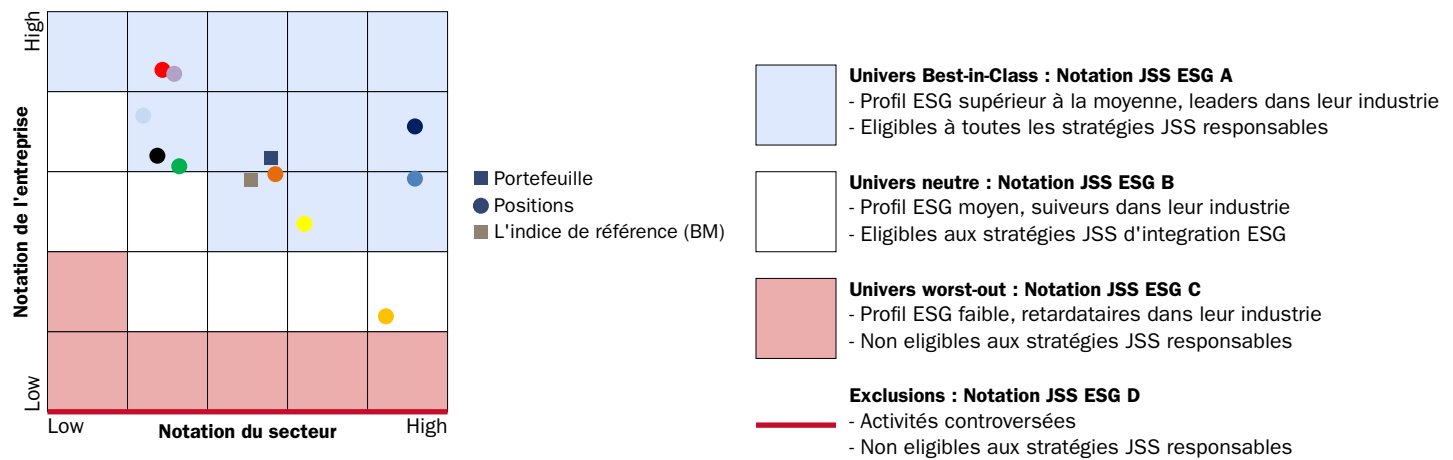 High
Notation de l'entreprise
Low
Low
Notation du secteur
High
Portefeuille
Positions
L'indice de référence (BM)
Univers Best-in-Class : Notation JSS ESG A
- Profil ESG supérieur à la moyenne, leaders dans leur industrie
- Eligibles à toutes les stratégies JSS responsables
Univers neutre : Notation JSS ESG B
- Profil ESG moyen, suiveurs dans leur industrie
- Eligibles aux stratégies JSS d'integration ESG
Univers worst-out : Notation JSS ESG C
- Profil ESG faible, retardataires dans leur industrie
- Non eligibles aux stratégies JSS responsables
Exclusions : Notation JSS ESG D
- Activités controversées
- Non eligibles aux stratégies JSS responsables